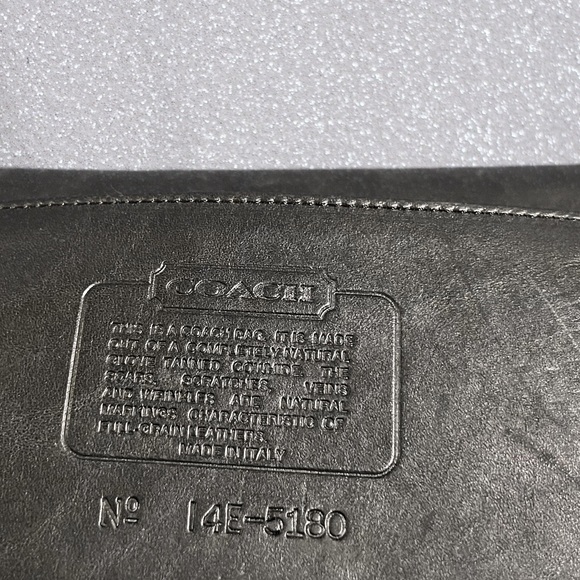 COACH
THIS IS A COACH BAG. IT IS MADE
OUT OF A COMPLETELY NATURAL
GLOVE TANNED COWHIDE. THE
SCARS, SCRATCHES, VEINS
AND WRINKLES ARE NATURAL
MARKINGS CHARACTERISTIC OF
FULL-GRAIN LEATHERS.
MADE IN ITALY
Nº 14E-5180